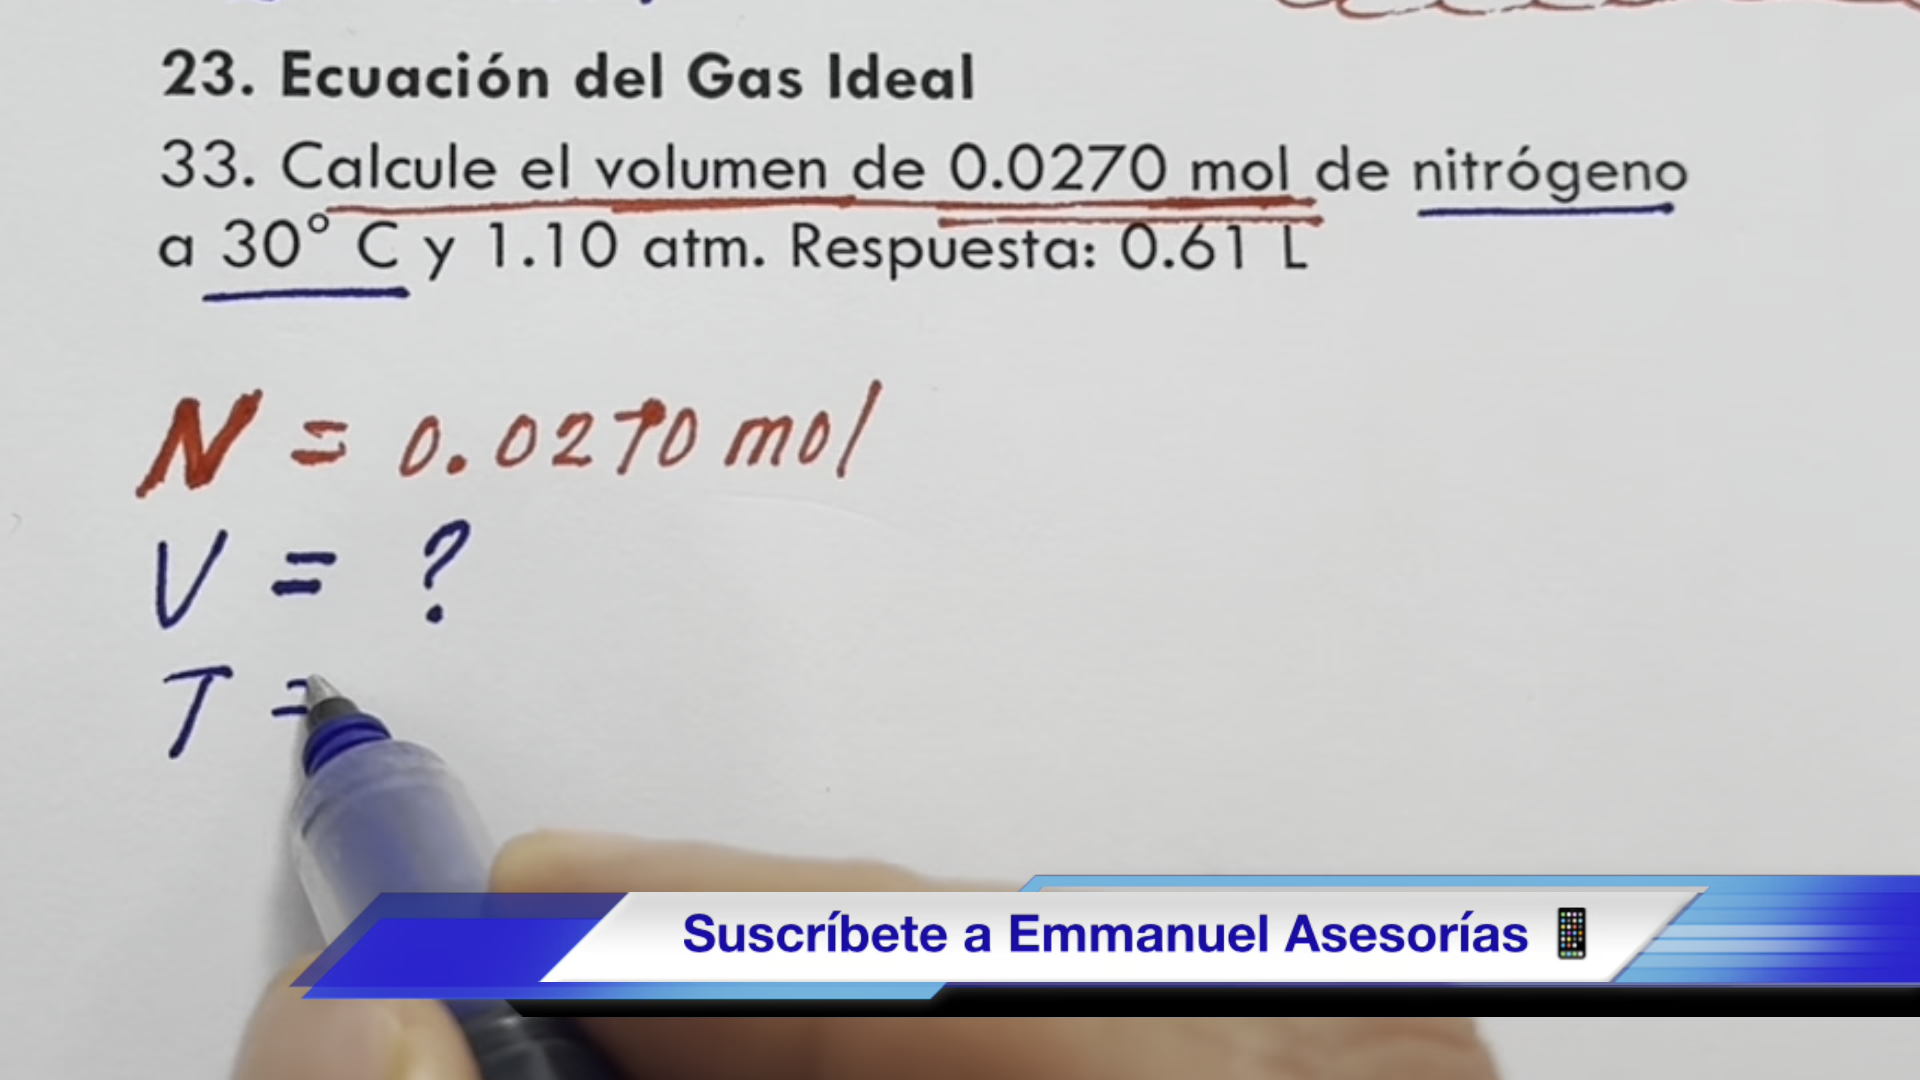 23. Ecuación del Gas Ideal
33. Calcule el volumen de 0.0270 mol de nitrógeno
a 30° C y 1.10 atm. Respuesta: 0.61 L
N = 0.0270 mol
V = ?
T =
Suscríbete a Emmanuel Asesorías 📱